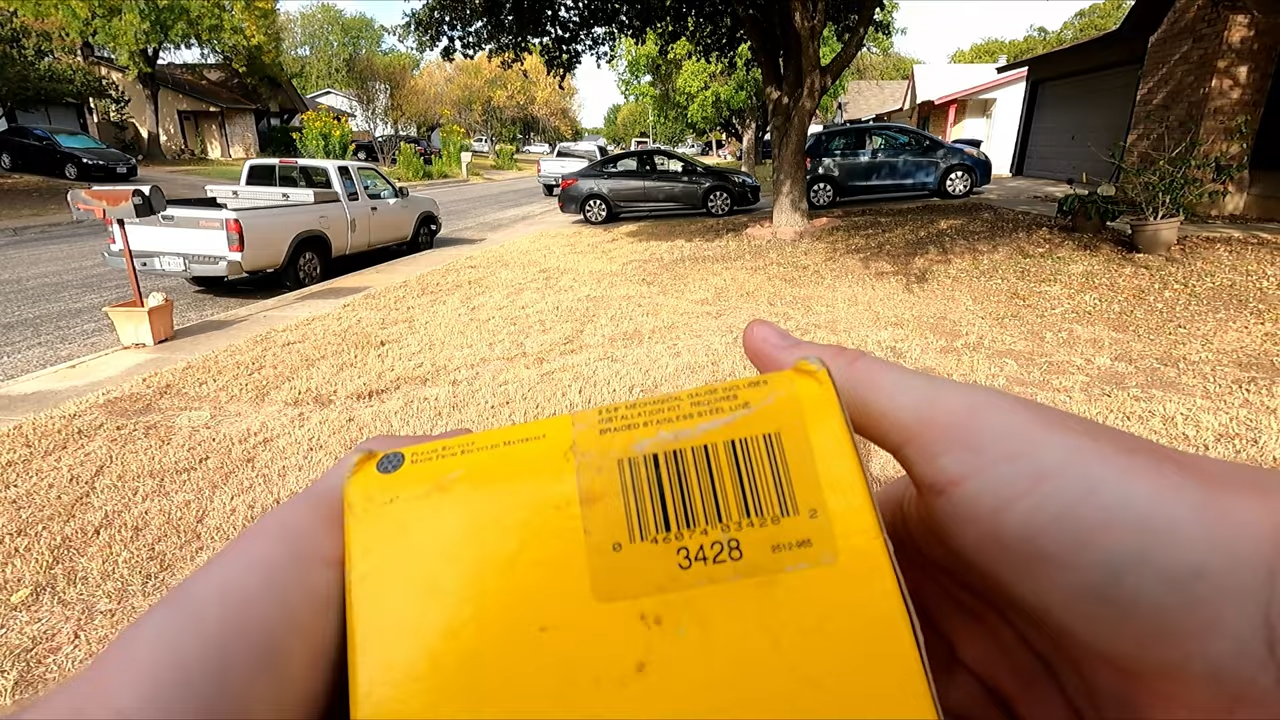 PLEASE RECYCLE
MADE FROM RECYCLED MATERIALS
2 5/8" MECHANICAL GAUGE INCLUDES
INSTALLATION KIT. REQUIRES
BRAIDED STAINLESS STEEL LINE
0 46074 03428 2
3428
2512-965